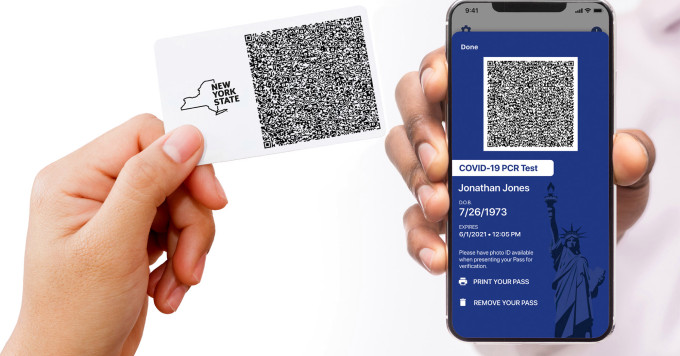 NEW
YORK
STATE
9:41
Done
COVID-19 PCR Test
Jonathan Jones
D.O.B.
7/26/1973
EXPIRES
6/1/2021 • 12:05 PM
Please have photo ID available
when presenting your Pass for
verification.
PRINT YOUR PASS
REMOVE YOUR PASS